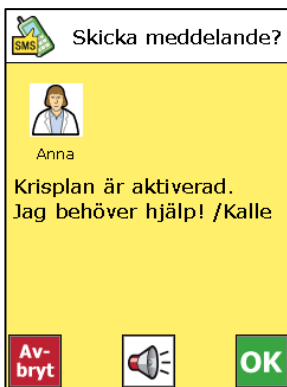 SMS
Skicka meddelande?
Anna
Krisplan är aktiverad.
Jag behöver hjälp! /Kalle
Av-
bryt
OK